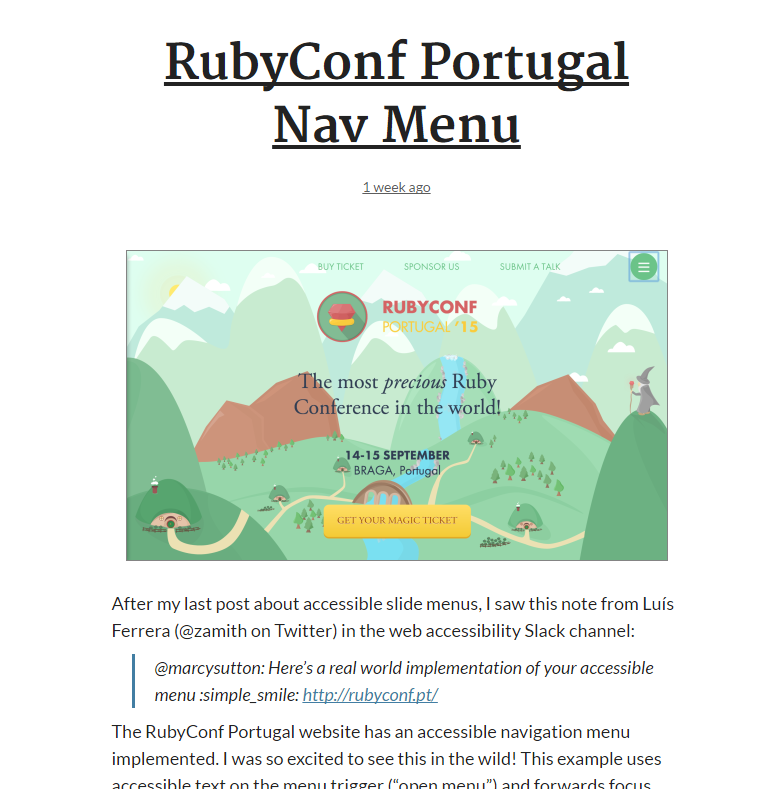 RubyConf Portugal
Nav Menu
1 week ago
BUY TICKET SPONSOR US SUBMIT A TALK
RUBYCONF
PORTUGAL '15
The most precious Ruby
Conference in the world!
14-15 SEPTEMBER
BRAGA, Portugal
GET YOUR MAGIC TICKET
After my last post about accessible slide menus, I saw this note from Luís
Ferrera (@zamith on Twitter) in the web accessibility Slack channel:
@marcysutton: Here’s a real world implementation of your accessible
menu :simple_smile: http://rubyconf.pt/
The RubyConf Portugal website has an accessible navigation menu
implemented. I was so excited to see this in the wild! This example uses
accessible text on the menu trigger (“open menu”) and forwards focus